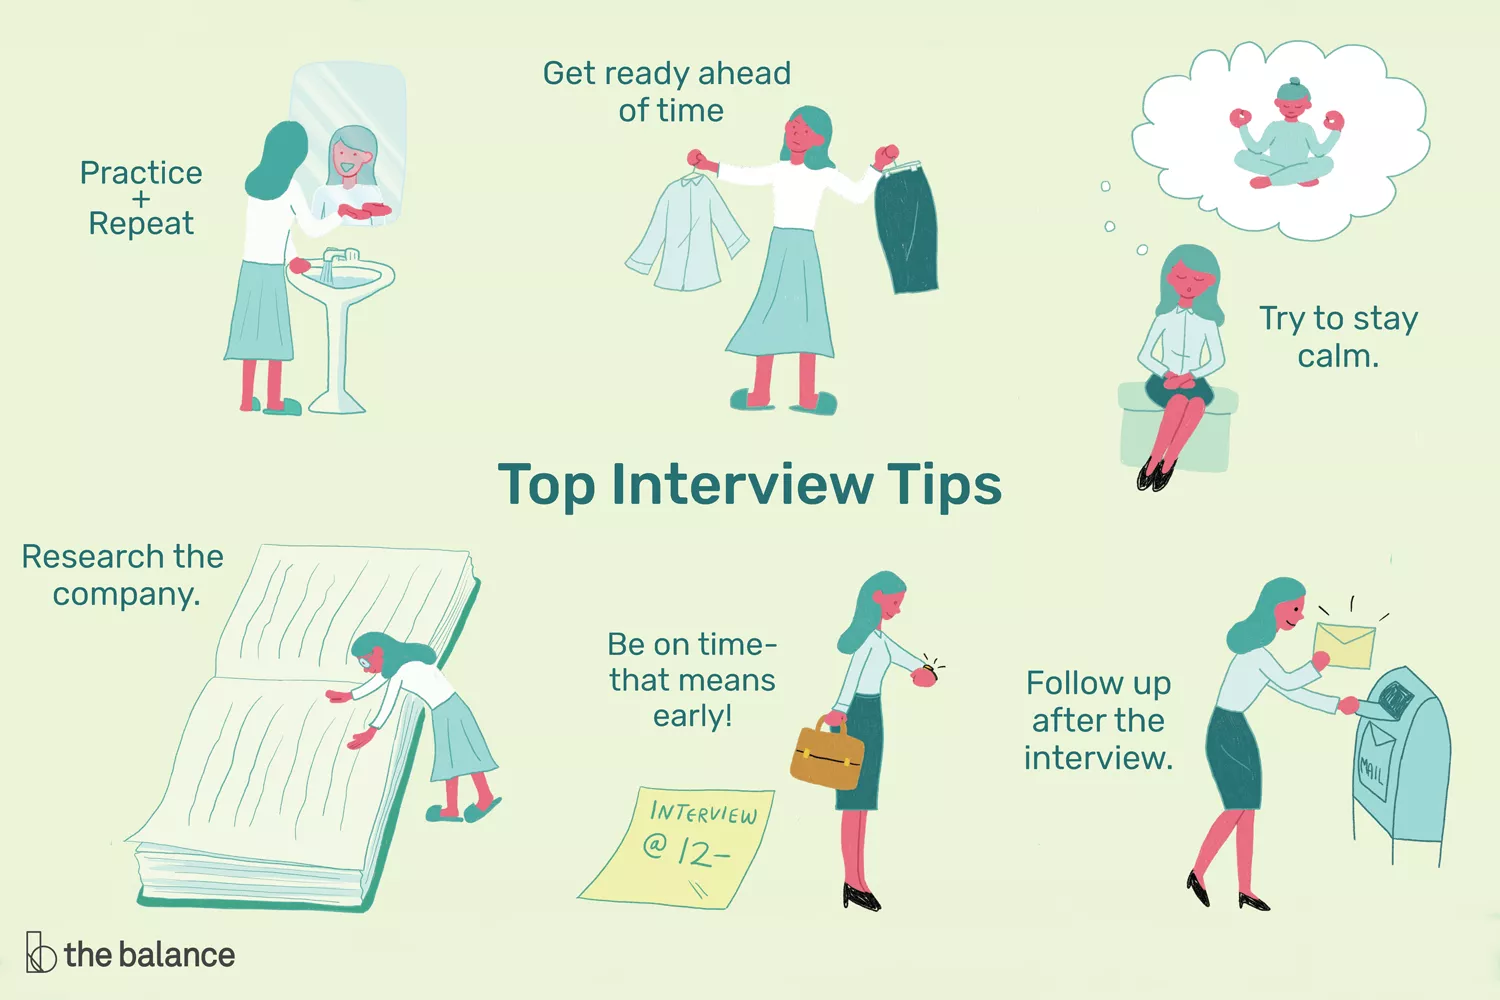 Get ready ahead
of time
Practice
+
Repeat
Try to stay
calm.
Top Interview Tips
Research the
company.
Be on time-
that means
early!
INTERVIEW
@ 12-
Follow up
after the
interview.
MAIL
the balance